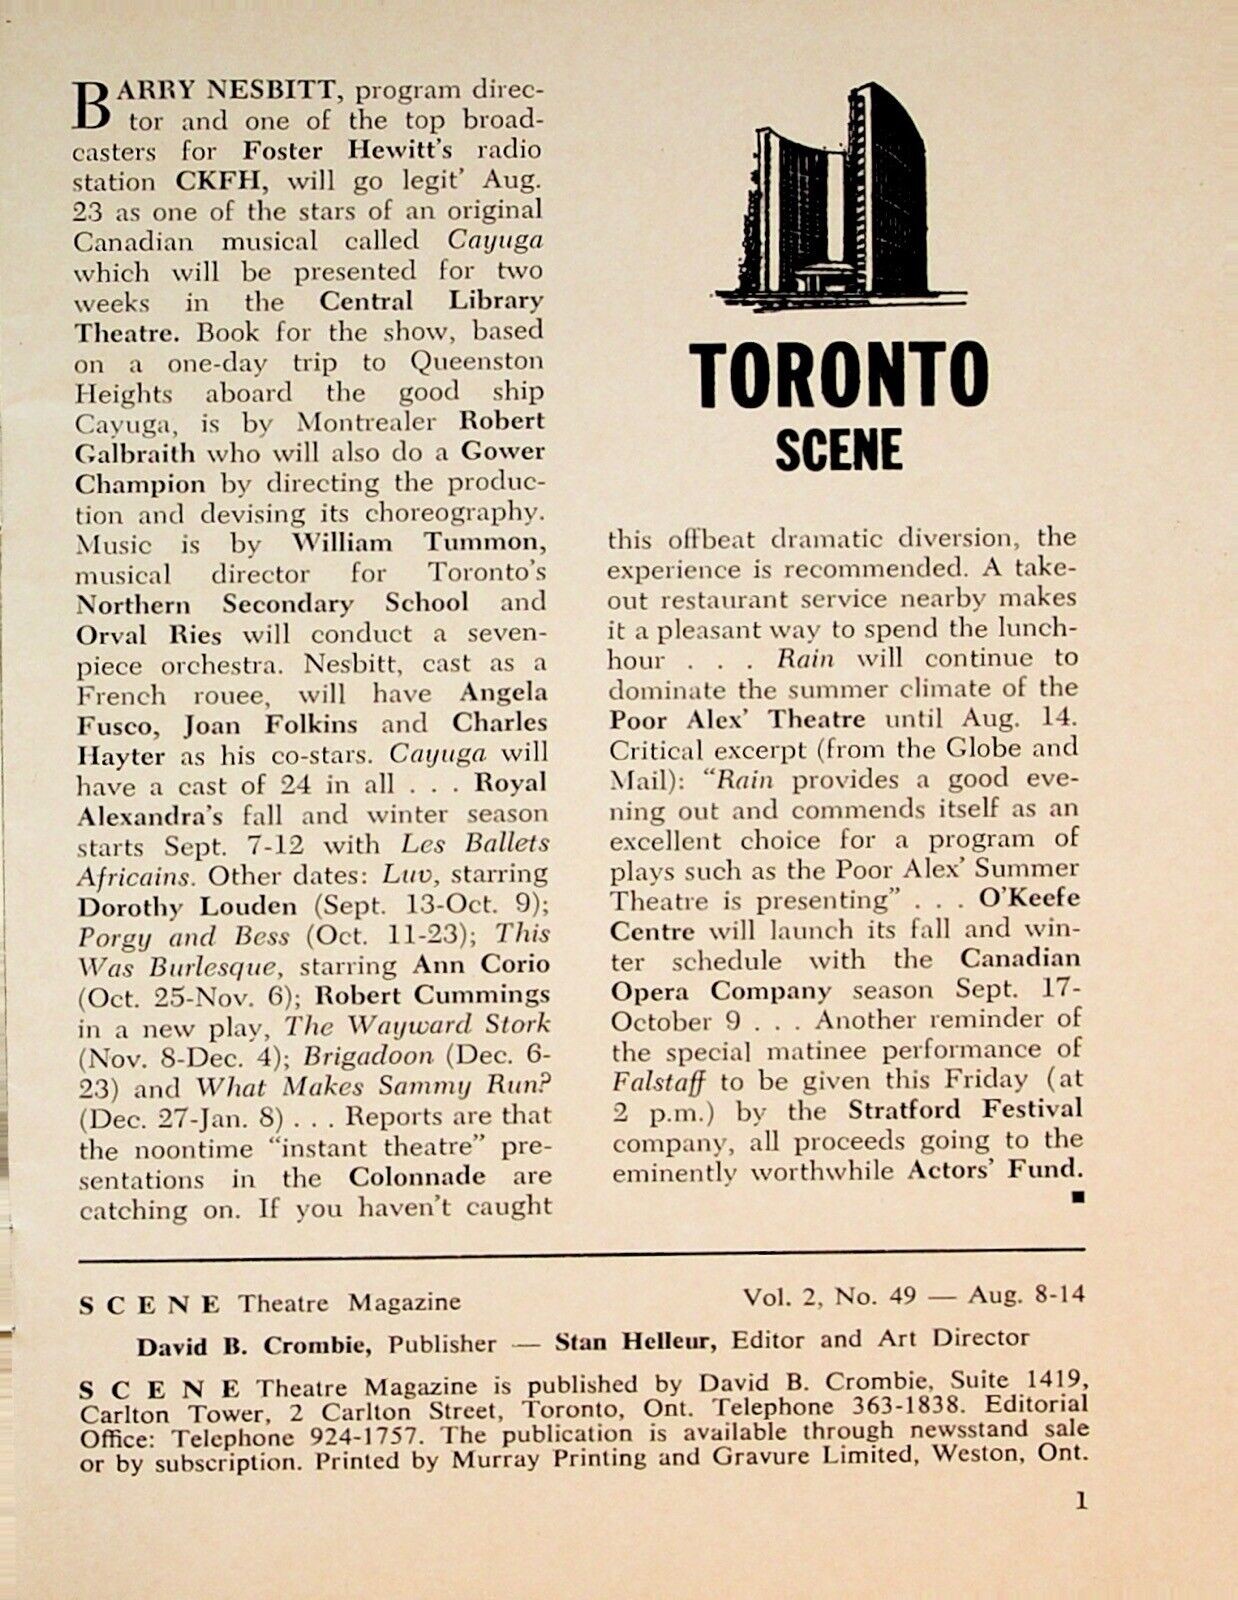 BARRY NESBITT, program direc-
tor and one of the top broad-
casters for Foster Hewitt's radio
station CKFH, will go legit' Aug.
23 as one of the stars of an original
Canadian musical called Cayuga
which will be presented for two
weeks in the Central Library
Theatre. Book for the show, based
on a one-day trip to Queenston
Heights aboard the good ship
Cayuga, is by Montrealer Robert
Galbraith who will also do a Gower
Champion by directing the produc-
tion and devising its choreography.
Music is by William Tummon,
musical director for Toronto's
Northern Secondary School and
Orval Ries will conduct a seven-
piece orchestra. Nesbitt, cast as a
French rouee, will have Angela
Fusco, Joan Folkins and Charles
Hayter as his co-stars. Cayuga will
have a cast of 24 in all . . . Royal
Alexandra's fall and winter season
starts Sept. 7-12 with Les Ballets
Africains. Other dates: Luv, starring
Dorothy Louden (Sept. 13-Oct. 9);
Porgy and Bess (Oct. 11-23); This
Was Burlesque, starring Ann Corio
(Oct. 25-Nov. 6); Robert Cummings
in a new play, The Wayward Stork
(Nov. 8-Dec. 4); Brigadoon (Dec. 6-
23) and What Makes Sammy Run?
(Dec. 27-Jan. 8) . . . Reports are that
the noontime "instant theatre" pre-
sentations in the Colonnade are
catching on. If you haven't caught
TORONTO
SCENE
this offbeat dramatic diversion, the
experience is recommended. A take-
out restaurant service nearby makes
it a pleasant way to spend the lunch-
hour . . . Rain will continue to
dominate the summer climate of the
Poor Alex' Theatre until Aug. 14.
Critical excerpt (from the Globe and
Mail): "Rain provides a good eve-
ning out and commends itself as an
excellent choice for a program of
plays such as the Poor Alex' Summer
Theatre is presenting" . . . O'Keefe
Centre will launch its fall and win-
ter schedule with the Canadian
Opera Company season Sept. 17-
October 9 . . . Another reminder of
the special matinee performance of
Falstaff to be given this Friday (at
2 p.m.) by the Stratford Festival
company, all proceeds going to the
eminently worthwhile Actors' Fund.
■
SCENE Theatre Magazine Vol. 2, No. 49 — Aug. 8-14
David B. Crombie, Publisher — Stan Helleur, Editor and Art Director
SCENE Theatre Magazine is published by David B. Crombie, Suite 1419,
Carlton Tower, 2 Carlton Street, Toronto, Ont. Telephone 363-1838. Editorial
Office: Telephone 924-1757. The publication is available through newsstand sale
or by subscription. Printed by Murray Printing and Gravure Limited, Weston, Ont.
1